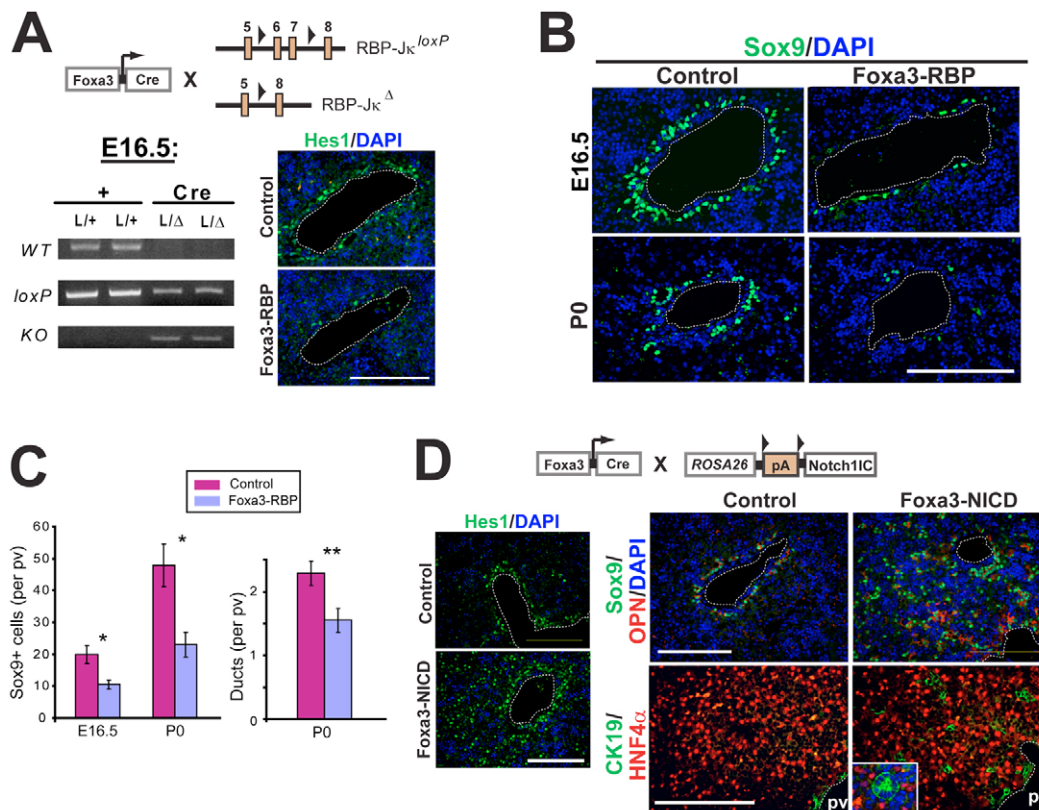 A
5 6 7 8
RBP-Jκ loxP
Foxa3 Cre X
5 8
RBP-Jκ Δ
E16.5:
+ Cre
L/+ L/+ L/Δ L/Δ
WT
loxP
KO
Hes1/DAPI
Control
Foxa3-RBP
B
Sox9/DAPI
Control Foxa3-RBP
E16.5
P0
C
Control
Foxa3-RBP
Sox9+ cells (per pv)
60
50
40
30
20
10
0
* *
E16.5 P0
Ducts (per pv)
3
2
1
0
**
P0
D
Foxa3 Cre X ROSA26 pA Notch1IC
Hes1/DAPI
Control
Foxa3-NICD
Control Foxa3-NICD
Sox9/
OPN/DAPI
CK19/
HNF4α
pv
p